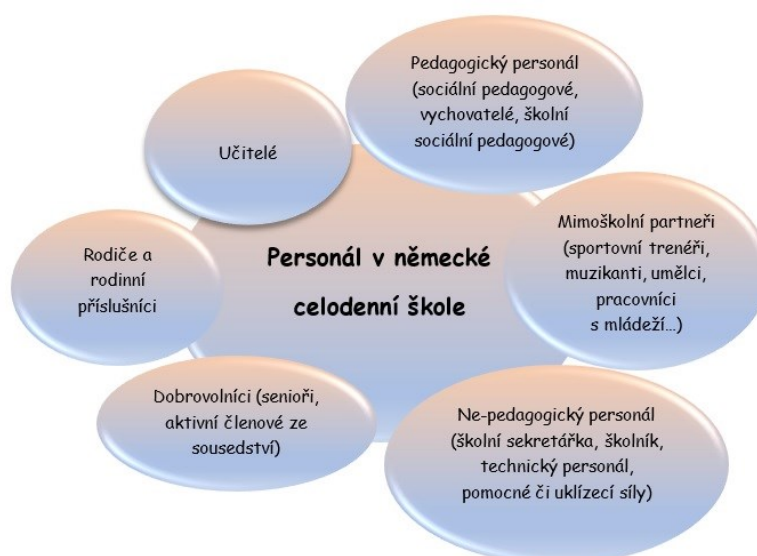 Pedagogický personál
(sociální pedagogové,
vychovatelé, školní
sociální pedagogové)
Učitelé
Mimoškolní partneři
(sportovní trenéři,
muzikanti, umělci,
pracovníci
s mládeží…)
Rodiče a
rodinní
příslušníci
Personál v německé
celodenní škole
Dobrovolníci (senioři,
aktivní členové ze
sousedství)
Ne-pedagogický personál
(školní sekretářka, školník,
technický personál,
pomocné či uklízecí síly)